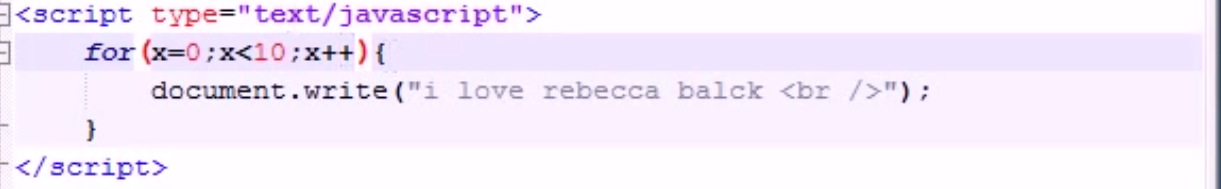 <script type="text/javascript">
for(x=0;x<10;x++){
document.write("i love rebecca balck <br />");
}
</script>